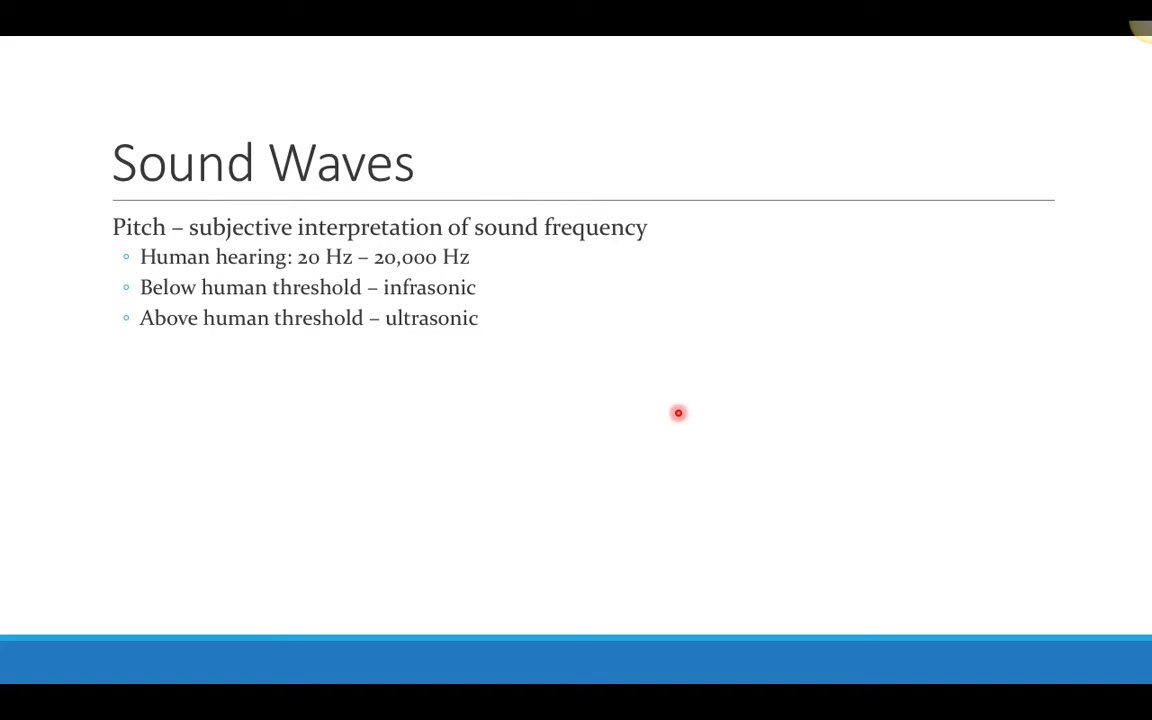 Sound Waves
Pitch – subjective interpretation of sound frequency
◦ Human hearing: 20 Hz – 20,000 Hz
◦ Below human threshold – infrasonic
◦ Above human threshold – ultrasonic